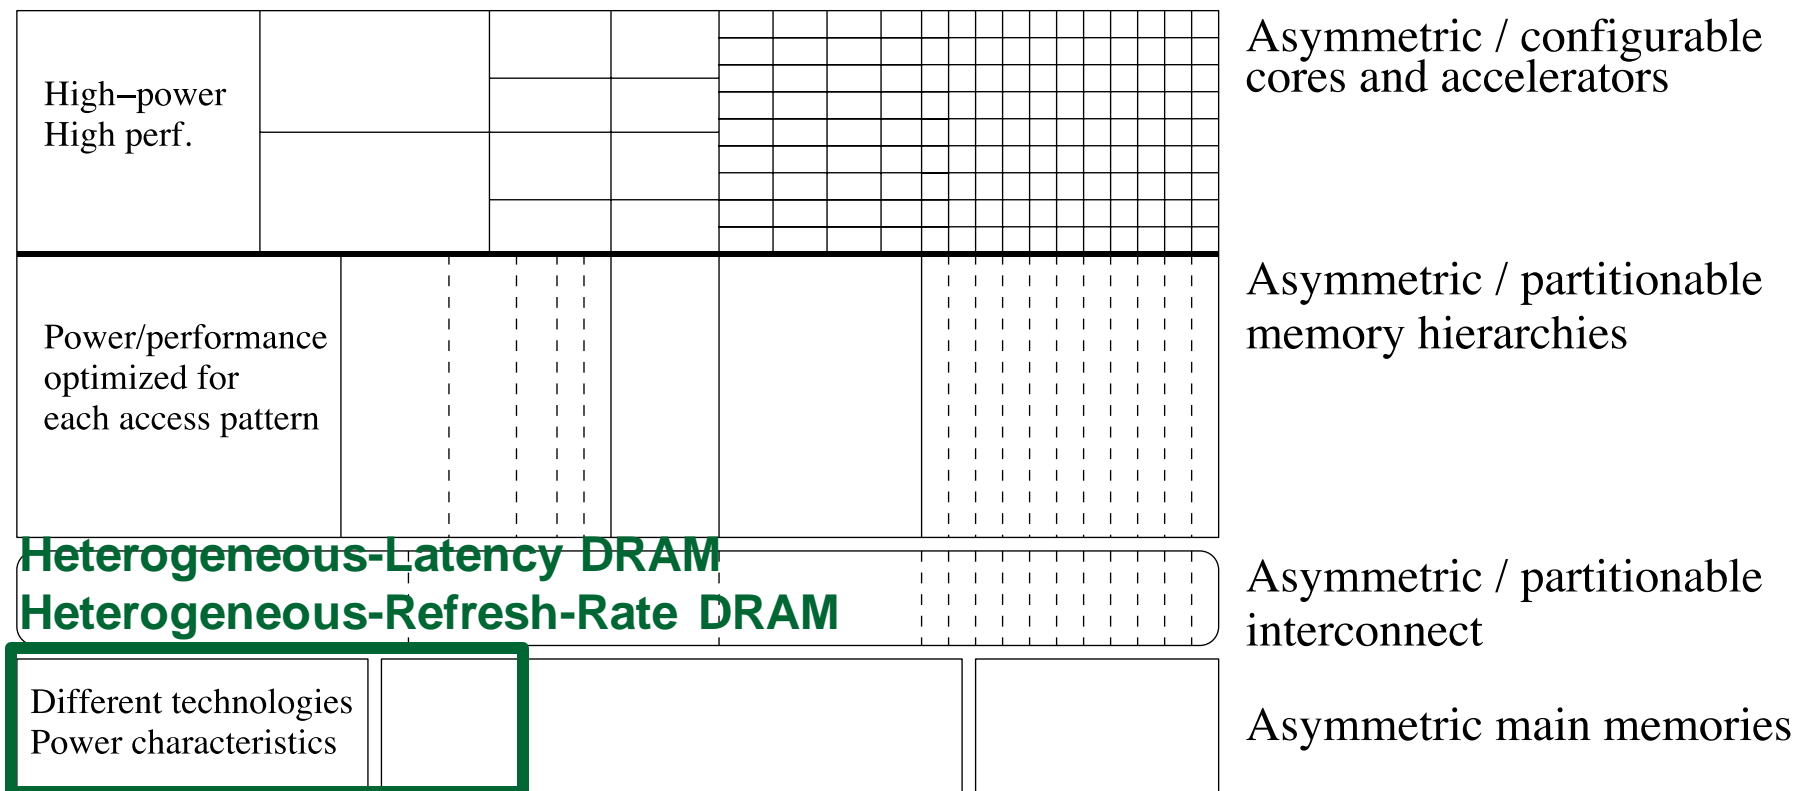 Asymmetric / configurable
cores and accelerators
High−power
High perf.
Asymmetric / partitionable
memory hierarchies
Power/performance
optimized for
each access pattern
Heterogeneous-Latency DRAM
Heterogeneous-Refresh-Rate DRAM
Asymmetric / partitionable
interconnect
Different technologies
Power characteristics
Asymmetric main memories